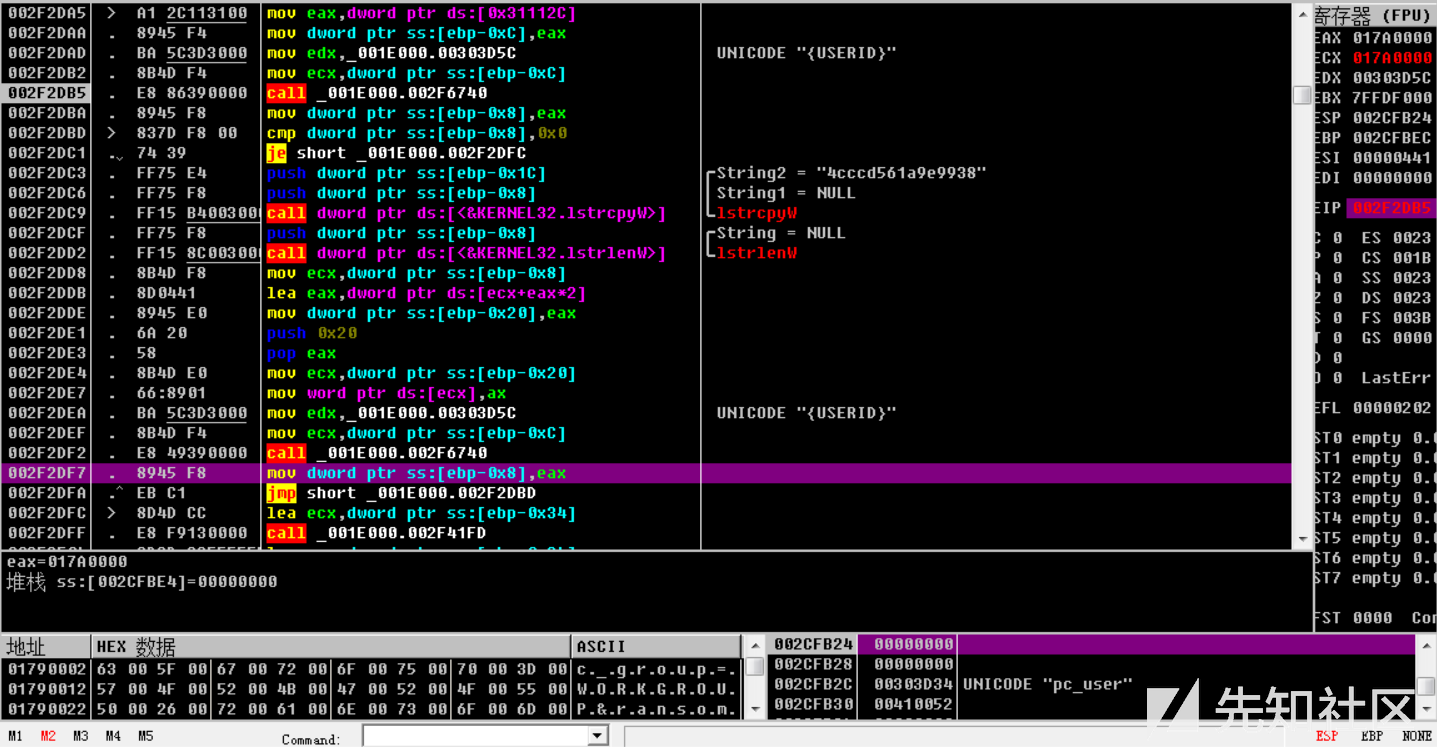 002F2DA5 > A1 2C113100 mov eax,dword ptr ds:[0x31112C]
002F2DAA . 8945 F4 mov dword ptr ss:[ebp-0xC],eax
002F2DAD . BA 5C3D3000 mov edx,_001E000.00303D5C UNICODE "{USERID}"
002F2DB2 . 8B4D F4 mov ecx,dword ptr ss:[ebp-0xC]
002F2DB5 . E8 86390000 call _001E000.002F6740
002F2DBA . 8945 F8 mov dword ptr ss:[ebp-0x8],eax
002F2DBD > 837D F8 00 cmp dword ptr ss:[ebp-0x8],0x0
002F2DC1 .⌄ 74 39 je short _001E000.002F2DFC
002F2DC3 . FF75 E4 push dword ptr ss:[ebp-0x1C] String2 = "4cccd561a9e9938"
002F2DC6 . FF75 F8 push dword ptr ss:[ebp-0x8] String1 = NULL
002F2DC9 . FF15 B400300 call dword ptr ds:[<&KERNEL32.lstrcpyW>] lstrcpyW
002F2DCF . FF75 F8 push dword ptr ss:[ebp-0x8] String = NULL
002F2DD2 . FF15 8C00300 call dword ptr ds:[<&KERNEL32.lstrlenW>] lstrlenW
002F2DD8 . 8B4D F8 mov ecx,dword ptr ss:[ebp-0x8]
002F2DDB . 8D0441 lea eax,dword ptr ds:[ecx+eax*2]
002F2DDE . 8945 E0 mov dword ptr ss:[ebp-0x20],eax
002F2DE1 . 6A 20 push 0x20
002F2DE3 . 58 pop eax
002F2DE4 . 8B4D E0 mov ecx,dword ptr ss:[ebp-0x20]
002F2DE7 . 66:8901 mov word ptr ds:[ecx],ax
002F2DEA . BA 5C3D3000 mov edx,_001E000.00303D5C UNICODE "{USERID}"
002F2DEF . 8B4D F4 mov ecx,dword ptr ss:[ebp-0xC]
002F2DF2 . E8 49390000 call _001E000.002F6740
002F2DF7 . 8945 F8 mov dword ptr ss:[ebp-0x8],eax
002F2DFA .^ EB C1 jmp short _001E000.002F2DBD
002F2DFC > 8D4D CC lea ecx,dword ptr ss:[ebp-0x34]
002F2DFF . E8 F9130000 call _001E000.002F41FD
寄存器 (FPU)
EAX 017A0000
ECX 017A0000
EDX 00303D5C
EBX 7FFDF000
ESP 002CFB24
EBP 002CFBEC
ESI 00000441
EDI 00000000
EIP 002F2DB5
C 0 ES 0023
P 0 CS 001B
A 0 SS 0023
Z 0 DS 0023
S 0 FS 003B
T 0 GS 0000
D 0
O 0 LastErr
EFL 00000202
ST0 empty 0.
ST1 empty 0.
ST2 empty 0.
ST3 empty 0.
ST4 empty 0.
ST5 empty 0.
ST6 empty 0.
ST7 empty 0.
FST 0000 Co
eax=017A0000
堆栈 ss:[002CFBE4]=00000000
地址 HEX 数据 ASCII
01790002 63 00 5F 00 67 00 72 00 6F 00 75 00 70 00 3D 00 c._.g.r.o.u.p.=.
01790012 57 00 4F 00 52 00 4B 00 47 00 52 00 4F 00 55 00 W.O.R.K.G.R.O.U.
01790022 50 00 26 00 72 00 61 00 6E 00 73 00 6F 00 6D 00 P.&.r.a.n.s.o.m.
002CFB24 00000000
002CFB28 00000000
002CFB2C 00303D34 UNICODE "pc_user"
002CFB30 00410052
先知社区
M1 M2 M3 M4 M5 Command: ESP EBP NONE